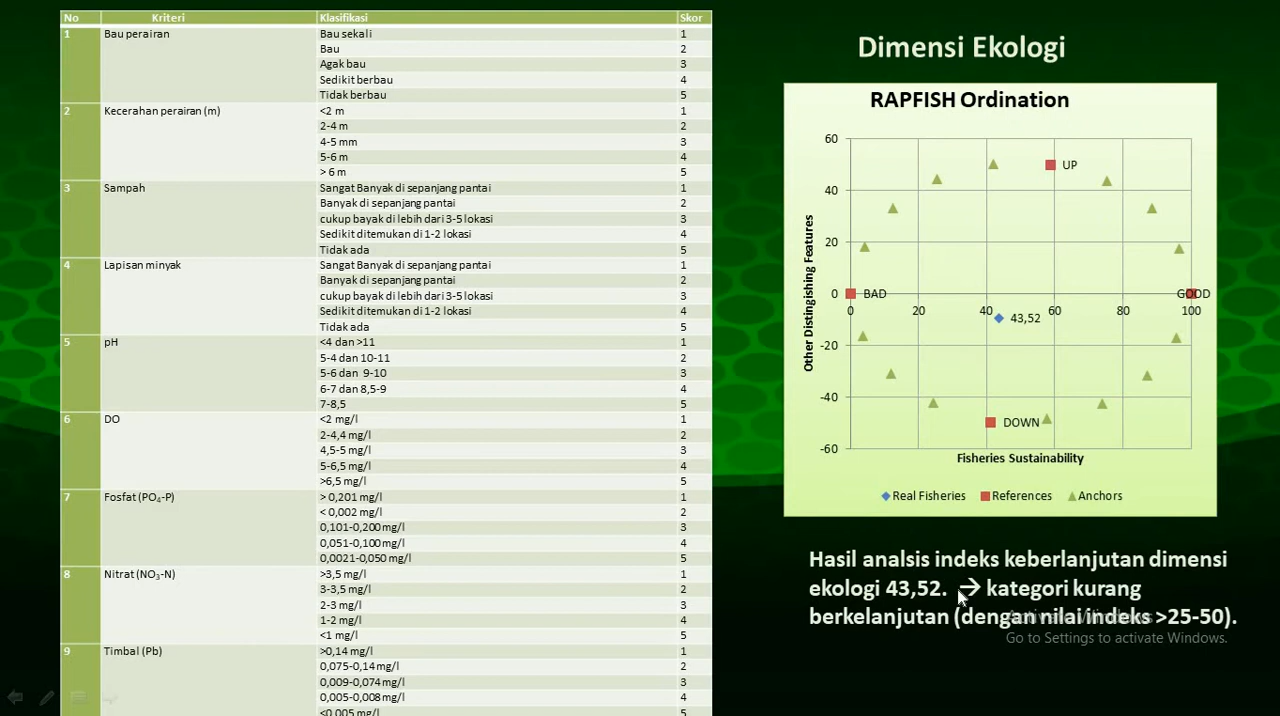 No Kriteri Klasifikasi Skor
1 Bau perairan Bau sekali 1
Bau 2
Agak bau 3
Sedikit berbau 4
Tidak berbau 5
2 Kecerahan perairan (m) <2 m 1
2-4 m 2
4-5 mm 3
5-6 m 4
> 6 m 5
3 Sampah Sangat Banyak di sepanjang pantai 1
Banyak di sepanjang pantai 2
cukup bayak di lebih dari 3-5 lokasi 3
Sedikit ditemukan di 1-2 lokasi 4
Tidak ada 5
4 Lapisan minyak Sangat Banyak di sepanjang pantai 1
Banyak di sepanjang pantai 2
cukup bayak di lebih dari 3-5 lokasi 3
Sedikit ditemukan di 1-2 lokasi 4
Tidak ada 5
5 pH <4 dan >11 1
5-4 dan 10-11 2
5-6 dan 9-10 3
6-7 dan 8,5-9 4
7-8,5 5
6 DO <2 mg/l 1
2-4,4 mg/l 2
4,5-5 mg/l 3
5-6,5 mg/l 4
>6,5 mg/l 5
7 Fosfat (PO₄-P) > 0,201 mg/l 1
< 0,002 mg/l 2
0,101-0,200 mg/l 3
0,051-0,100 mg/l 4
0,0021-0,050 mg/l 5
8 Nitrat (NO₃-N) >3,5 mg/l 1
3-3,5 mg/l 2
2-3 mg/l 3
1-2 mg/l 4
<1 mg/l 5
9 Timbal (Pb) >0,14 mg/l 1
0,075-0,14 mg/l 2
0,009-0,074 mg/l 3
0,005-0,008 mg/l 4
<0,005 mg/l 5
Dimensi Ekologi
RAPFISH Ordination
Other Distingishing Features
60
40
20
0
-20
-40
-60
UP
BAD
GOOD
0 20 40 60 80 100
43,52
DOWN
Fisheries Sustainability
Real Fisheries References Anchors
Hasil analsis indeks keberlanjutan dimensi
ekologi 43,52. → kategori kurang
berkelanjutan (dengan nilai indeks >25-50).
Activate Windows
Go to Settings to activate Windows.